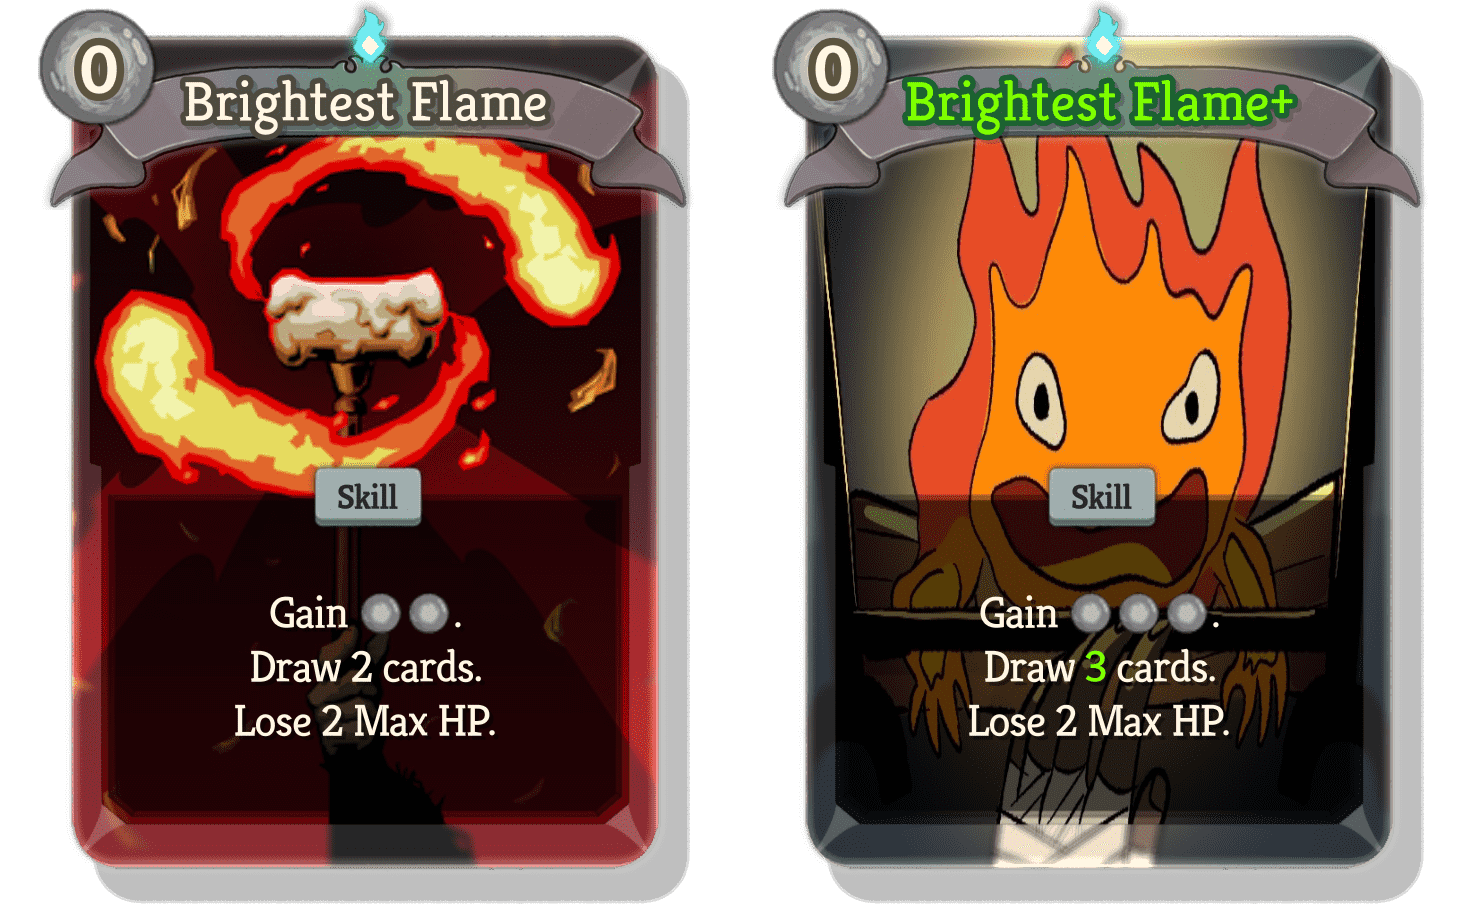 0
Brightest Flame
Skill
Gain .
Draw 2 cards.
Lose 2 Max HP.
0
Brightest Flame+
Skill
Gain .
Draw 3 cards.
Lose 2 Max HP.